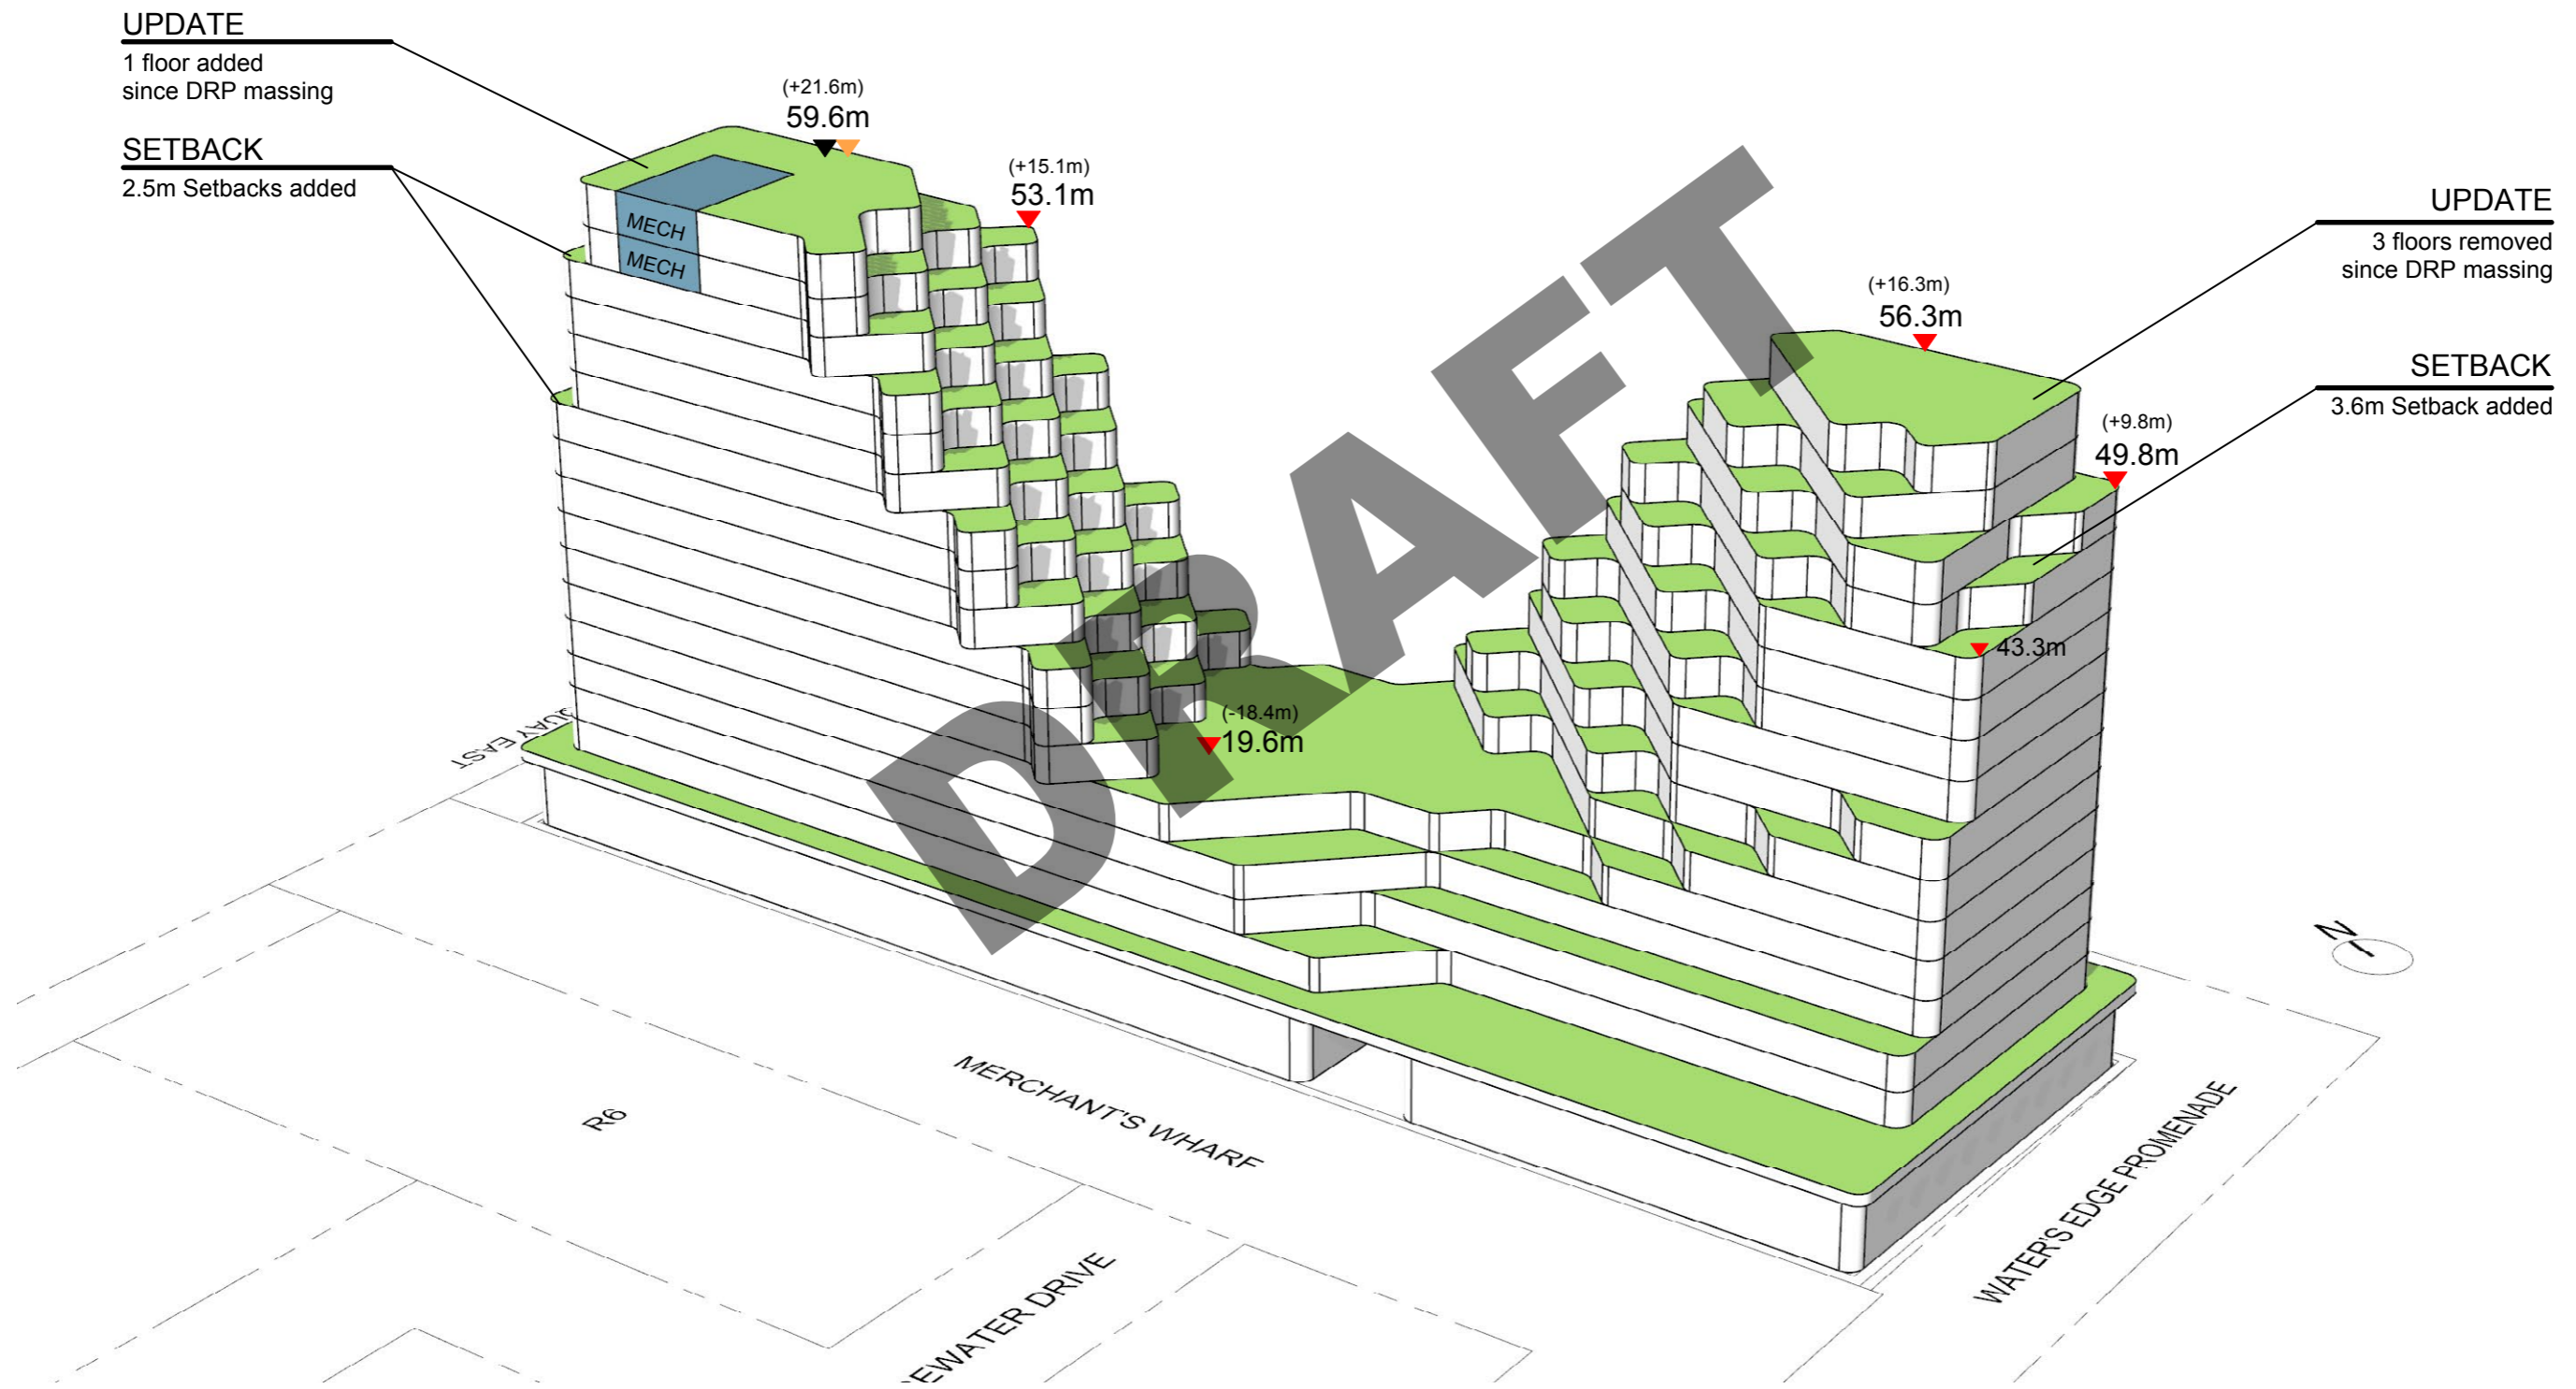 UPDATE
1 floor added
since DRP massing
SETBACK
2.5m Setbacks added
(+21.6m)
59.6m
(+15.1m)
53.1m
MECH
MECH
UPDATE
3 floors removed
since DRP massing
(+16.3m)
56.3m
SETBACK
3.6m Setback added
(+9.8m)
49.8m
43.3m
(-18.4m)
19.6m
DRAFT
QUAY EAST
N
R6
MERCHANT'S WHARF
WATER'S EDGE PROMENADE
EWATER DRIVE